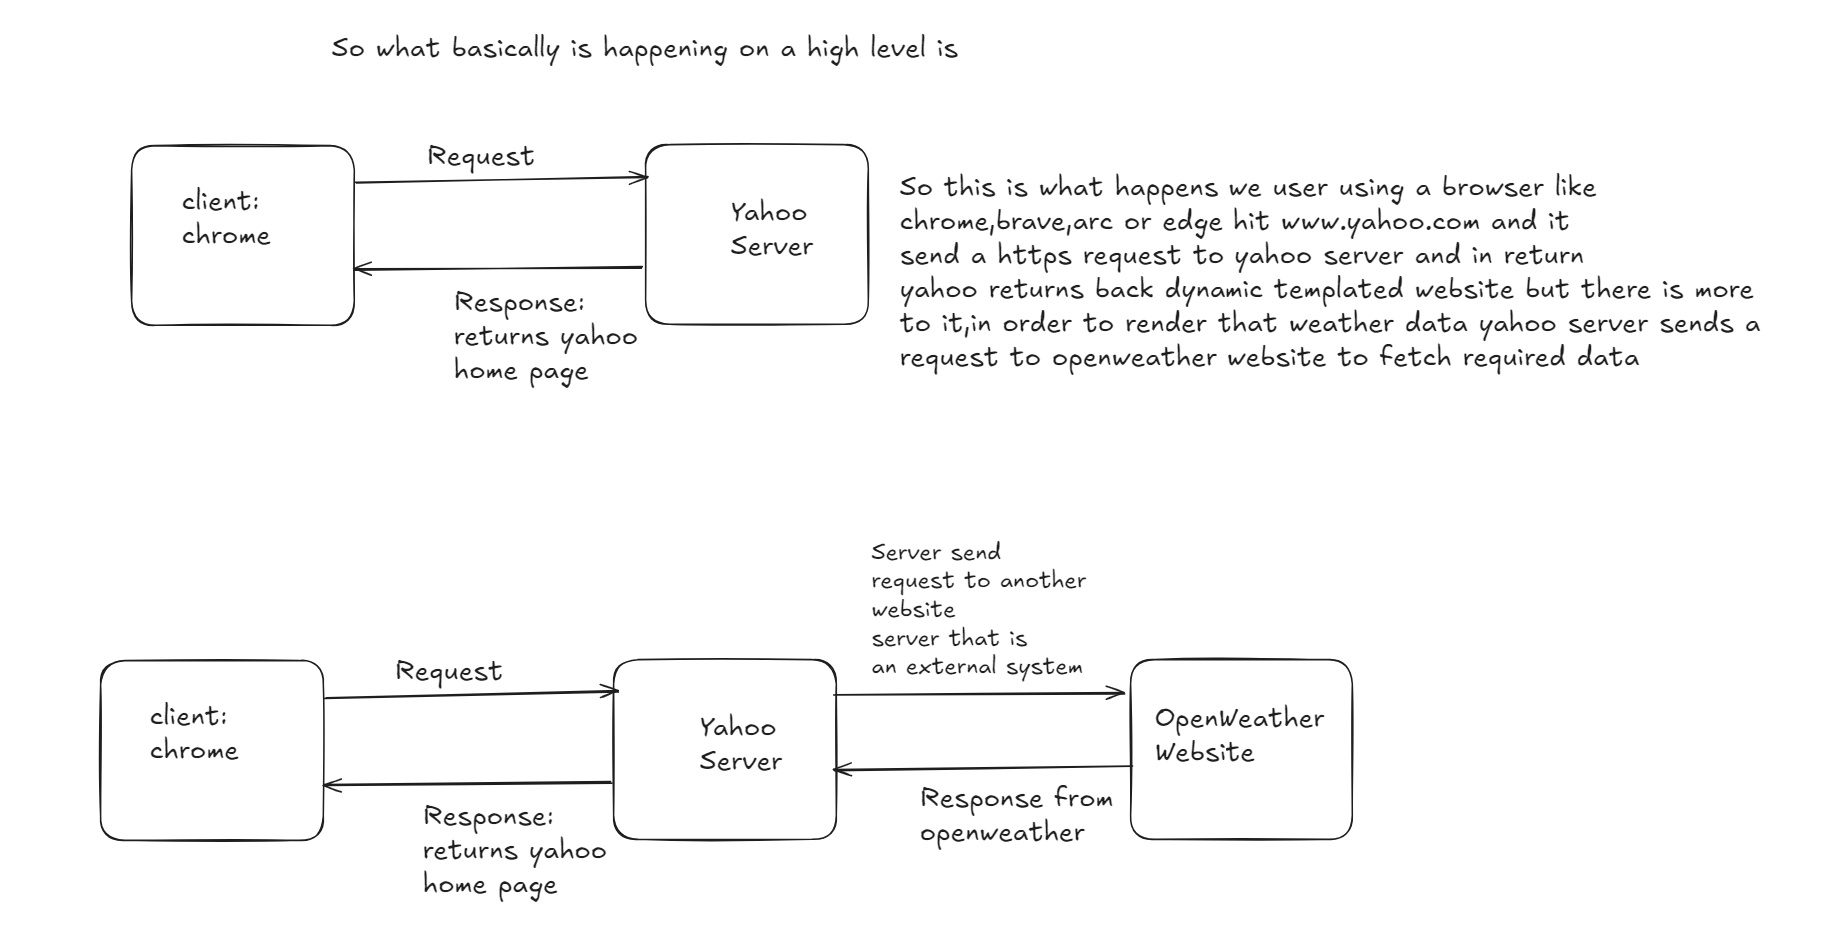 So what basically is happening on a high level is
Request
client:
chrome
Yahoo
Server
Response:
returns yahoo
home page
So this is what happens we user using a browser like
chrome,brave,arc or edge hit www.yahoo.com and it
send a https request to yahoo server and in return
yahoo returns back dynamic templated website but there is more
to it,in order to render that weather data yahoo server sends a
request to openweather website to fetch required data
Server send
request to another
website
server that is
an external system
Request
client:
chrome
Yahoo
Server
OpenWeather
Website
Response:
returns yahoo
home page
Response from
openweather